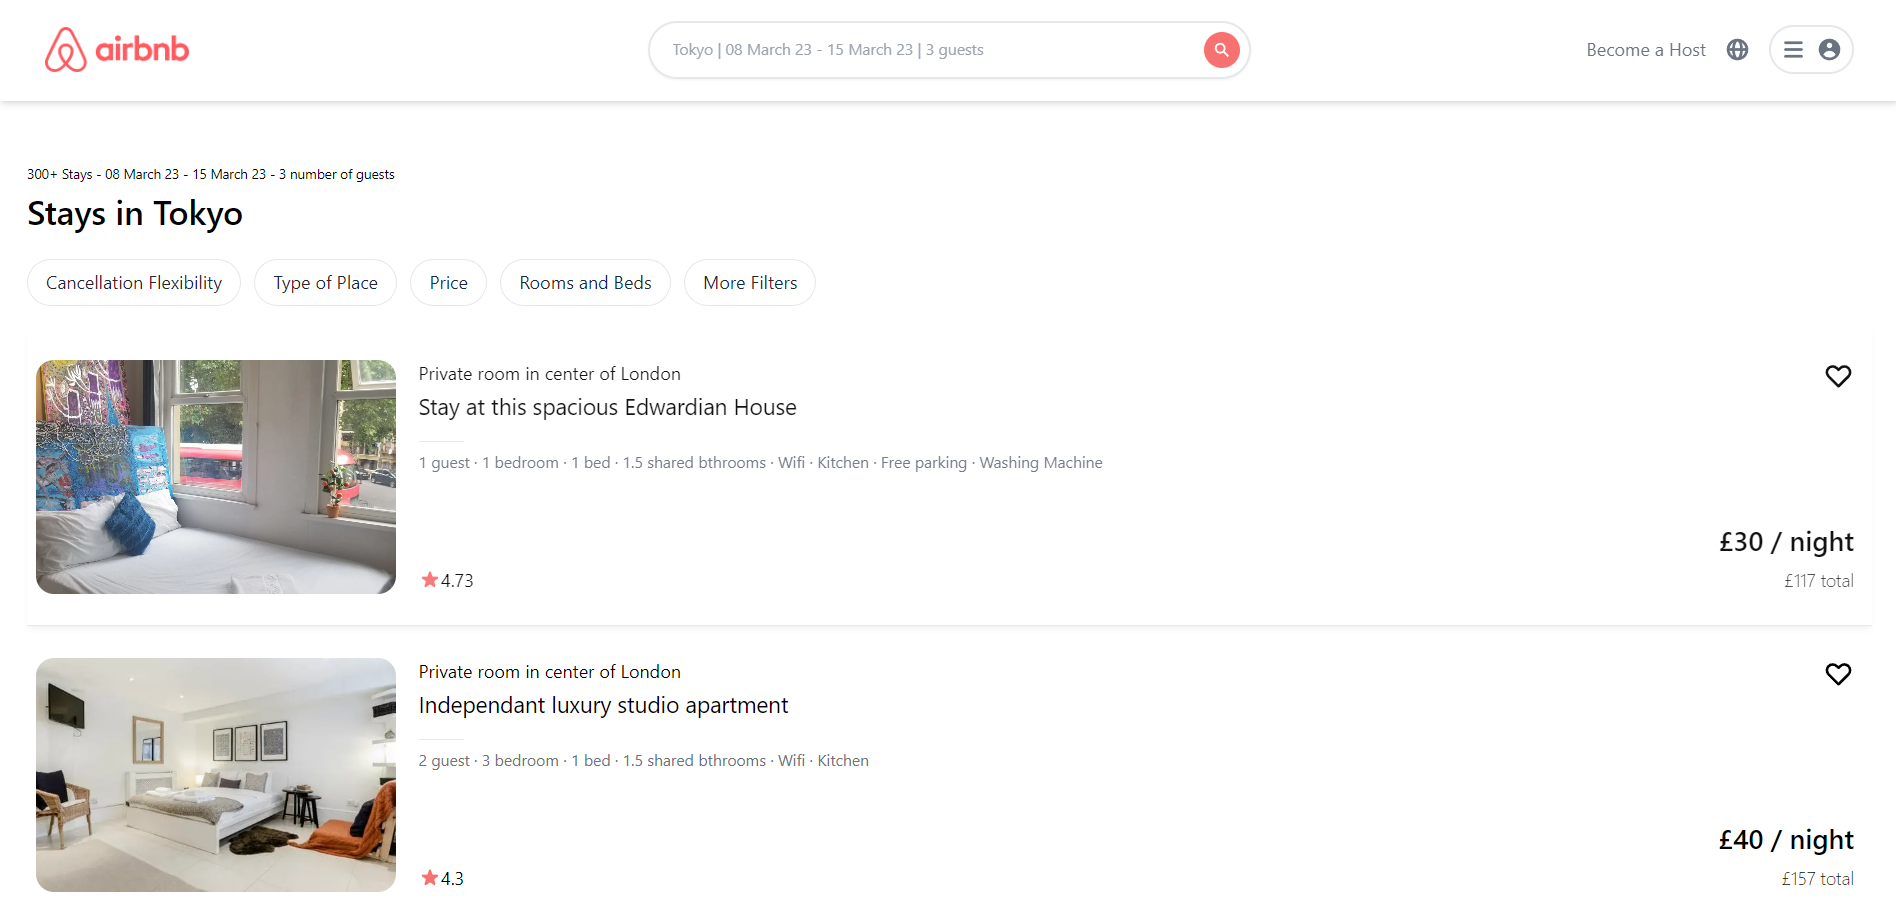 airbnb
Tokyo | 08 March 23 - 15 March 23 | 3 guests
Become a Host
300+ Stays - 08 March 23 - 15 March 23 - 3 number of guests
Stays in Tokyo
Cancellation Flexibility
Type of Place
Price
Rooms and Beds
More Filters
Private room in center of London
Stay at this spacious Edwardian House
1 guest · 1 bedroom · 1 bed · 1.5 shared bthrooms · Wifi · Kitchen · Free parking · Washing Machine
£30 / night
4.73
£117 total
Private room in center of London
Independant luxury studio apartment
2 guest · 3 bedroom · 1 bed · 1.5 shared bthrooms · Wifi · Kitchen
£40 / night
4.3
£157 total